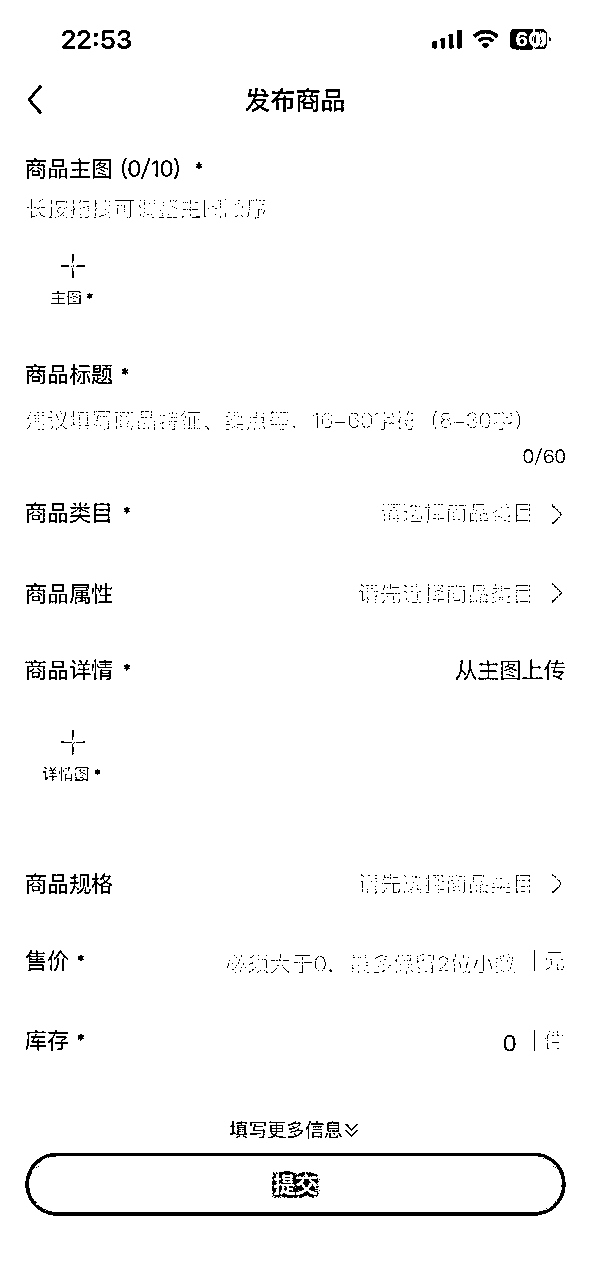 22:53
60
发布商品
商品主图 (0/10) *
长按拖拽可调整主图顺序
主图 *
商品标题 *
建议填写商品特征、卖点等，16-60字符（8-30字）
0/60
商品类目 * 请选择商品类目
商品属性 请先选择商品类目
商品详情 * 从主图上传
详情图 *
商品规格 请先选择商品类目
售价 * 必须大于0，最多保留2位小数 | 元
库存 * 0 | 件
填写更多信息
提交